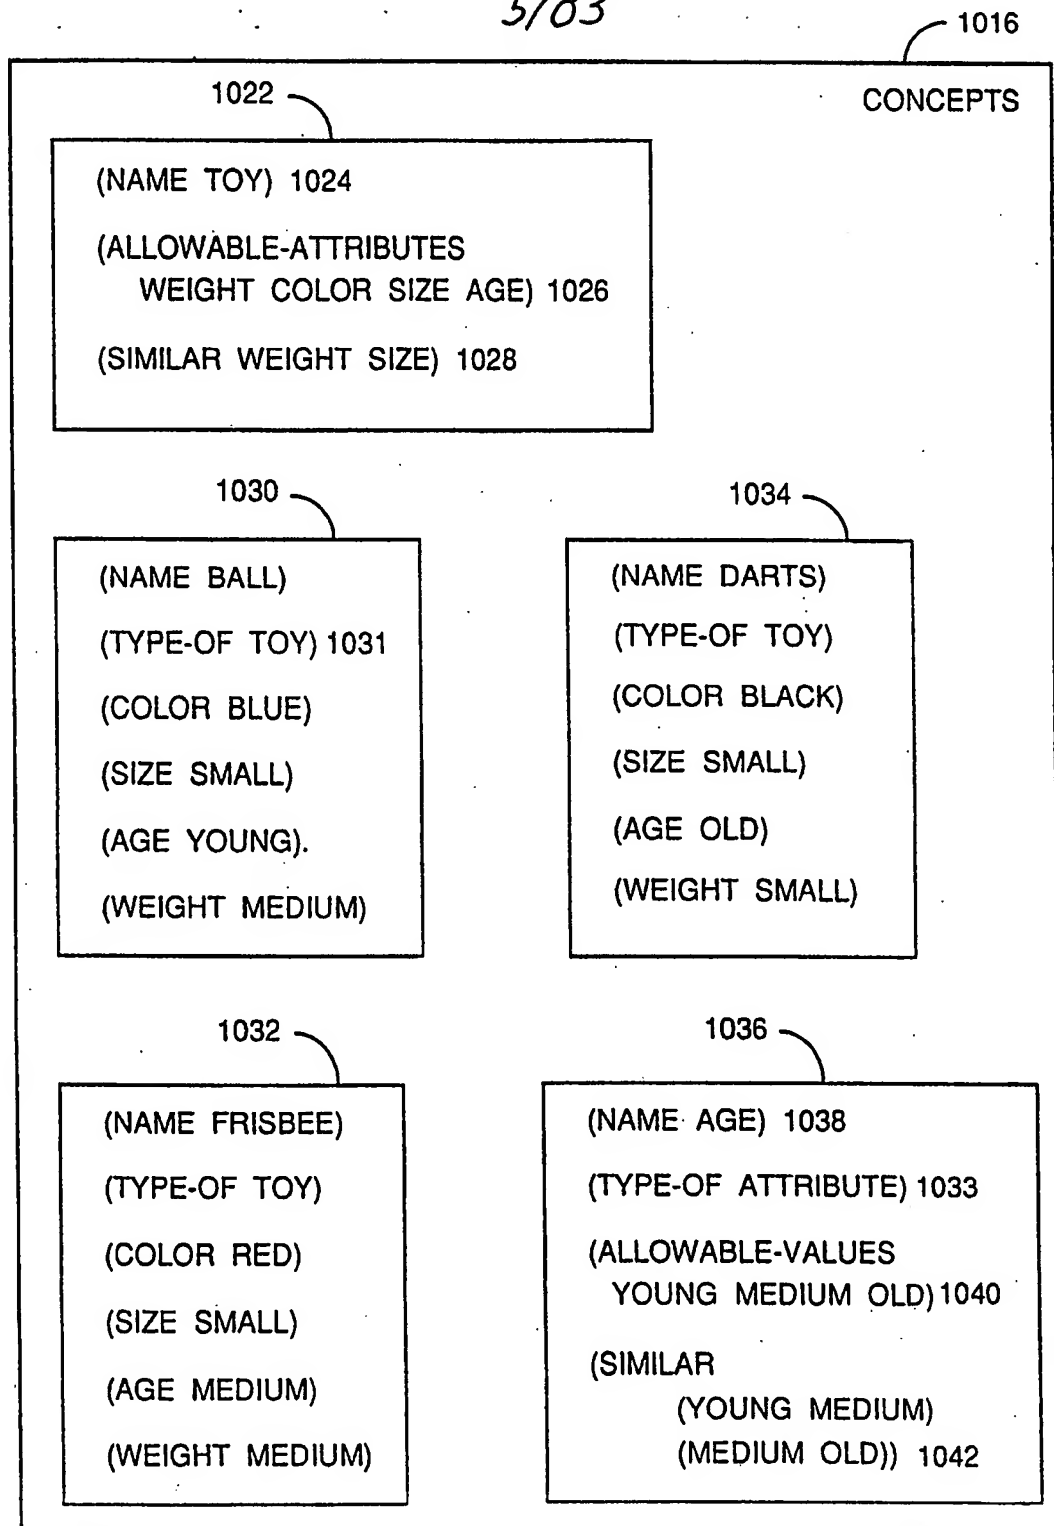 5/03
1016
CONCEPTS
1022
(NAME TOY) 1024
(ALLOWABLE-ATTRIBUTES
WEIGHT COLOR SIZE AGE) 1026
(SIMILAR WEIGHT SIZE) 1028
1030
(NAME BALL)
(TYPE-OF TOY) 1031
(COLOR BLUE)
(SIZE SMALL)
(AGE YOUNG).
(WEIGHT MEDIUM)
1034
(NAME DARTS)
(TYPE-OF TOY)
(COLOR BLACK)
(SIZE SMALL)
(AGE OLD)
(WEIGHT SMALL)
1032
(NAME FRISBEE)
(TYPE-OF TOY)
(COLOR RED)
(SIZE SMALL)
(AGE MEDIUM)
(WEIGHT MEDIUM)
1036
(NAME AGE) 1038
(TYPE-OF ATTRIBUTE) 1033
(ALLOWABLE-VALUES
YOUNG MEDIUM OLD) 1040
(SIMILAR
(YOUNG MEDIUM)
(MEDIUM OLD)) 1042